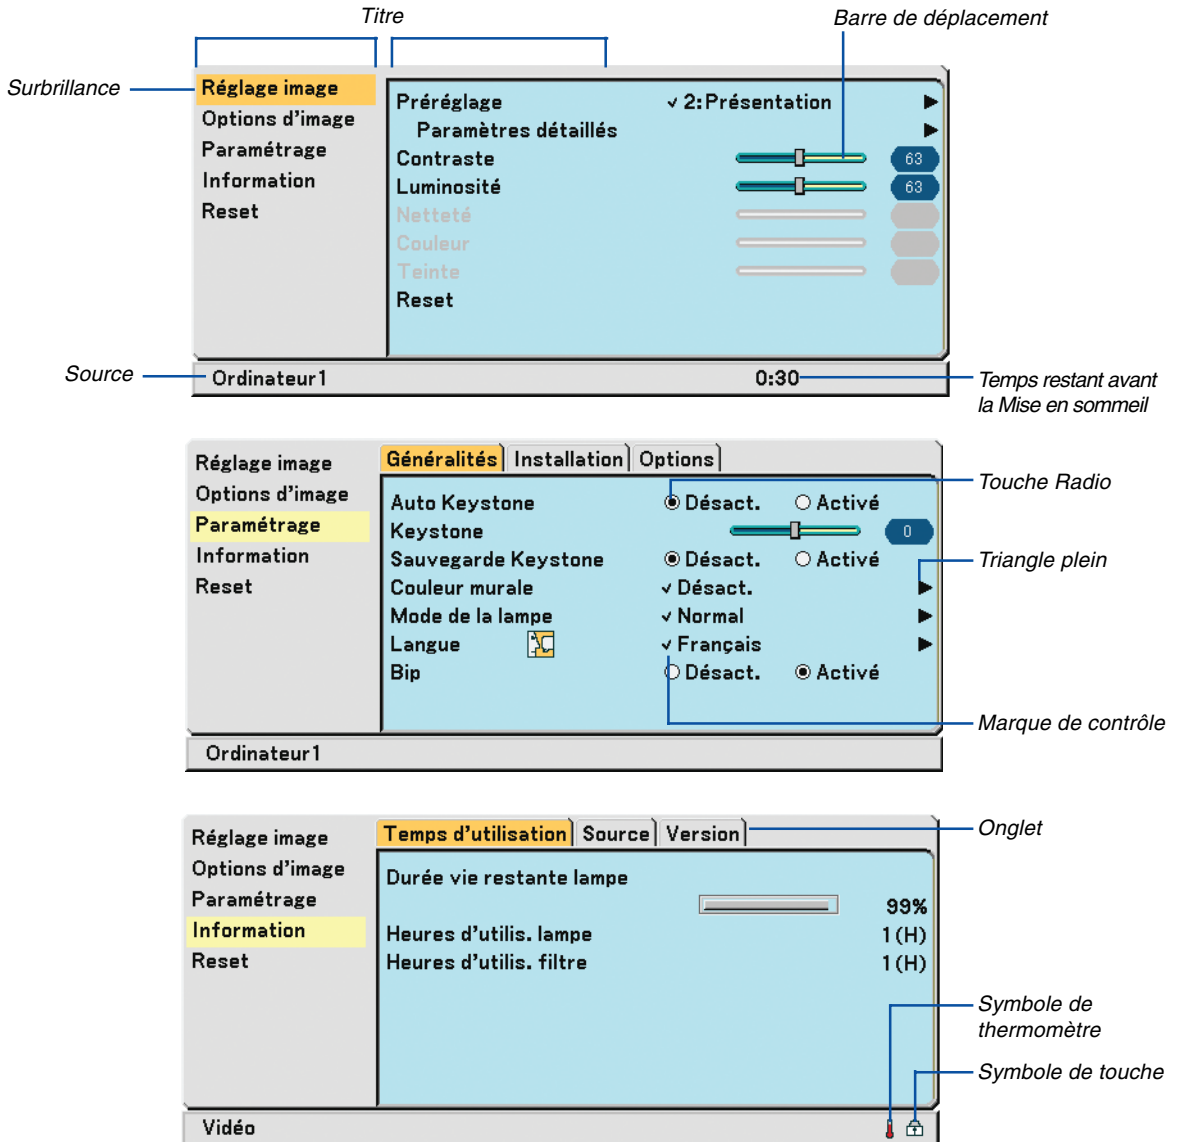 Titre
Barre de déplacement
Surbrillance
Réglage image
Options d'image
Paramétrage
Information
Reset
Préréglage ✓ 2:Présentation ▶
Paramètres détaillés ▶
Contraste 63
Luminosité 63
Netteté
Couleur
Teinte
Reset
Source
Ordinateur1 0:30
Temps restant avant
la Mise en sommeil
Réglage image
Options d'image
Paramétrage
Information
Reset
Généralités Installation Options
Auto Keystone Désact. Activé
Keystone 0
Sauvegarde Keystone Désact. Activé
Couleur murale ✓ Désact. ▶
Mode de la lampe ✓ Normal ▶
Langue ✓ Français ▶
Bip Désact. Activé
Touche Radio
Triangle plein
Marque de contrôle
Ordinateur1
Réglage image
Options d'image
Paramétrage
Information
Reset
Temps d'utilisation Source Version
Onglet
Durée vie restante lampe
99%
Heures d'utilis. lampe 1(H)
Heures d'utilis. filtre 1(H)
Symbole de
thermomètre
Symbole de touche
Vidéo